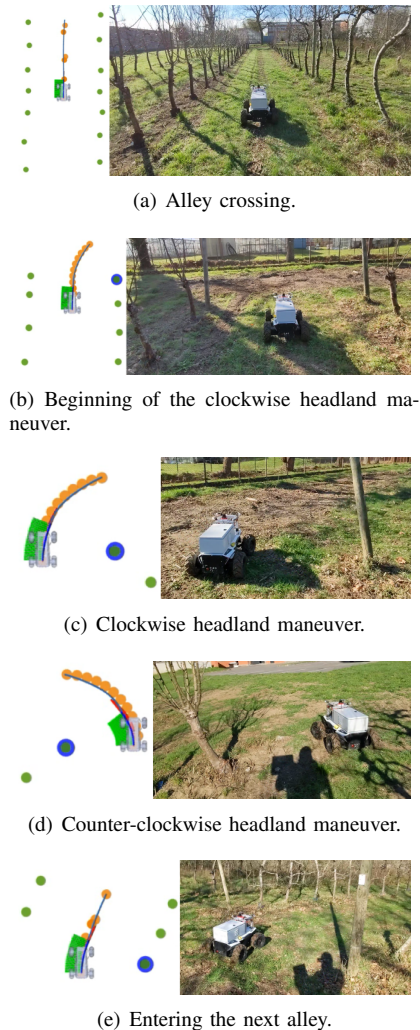 (a) Alley crossing.
(b) Beginning of the clockwise headland ma-
neuver.
(c) Clockwise headland maneuver.
(d) Counter-clockwise headland maneuver.
(e) Entering the next alley.